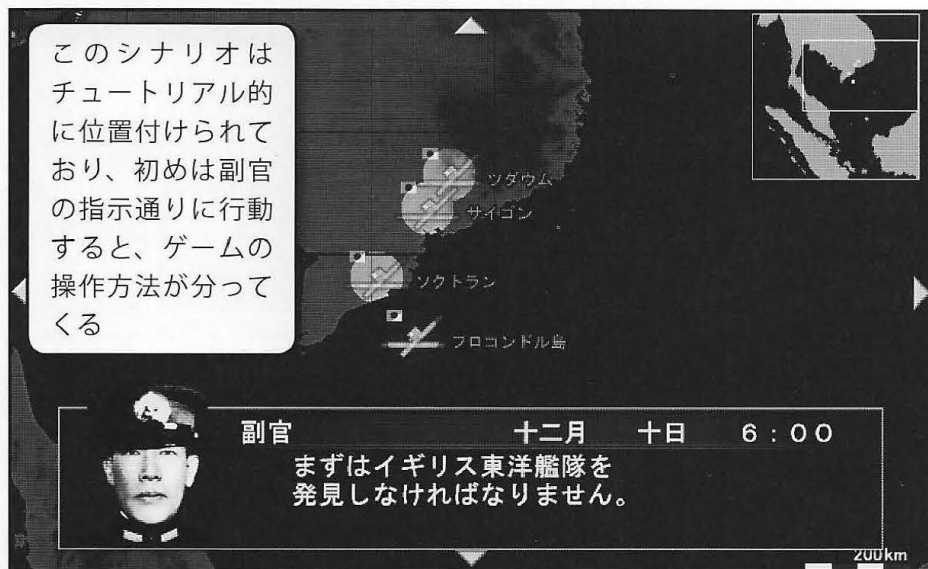 このシナリオは
チュートリアル的
に位置付けられて
おり、初めは副官
の指示通りに行動
すると、ゲームの
操作方法が分って
くる
ツダウム
サイゴン
ソクトラン
フロコンドル島
副官 十二月 十日 6:00
まずはイギリス東洋艦隊を
発見しなければなりません。
200km